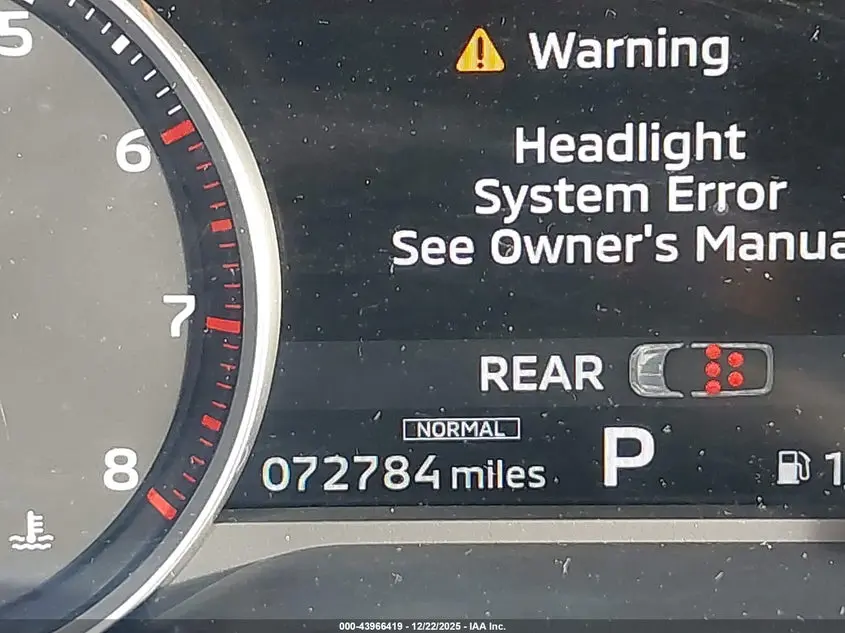 5
Warning
6
Headlight
System Error
See Owner's Manua
7
REAR
NORMAL
8
072784 miles
P
1
000-43966419 - 12/22/2025 - IAA Inc.